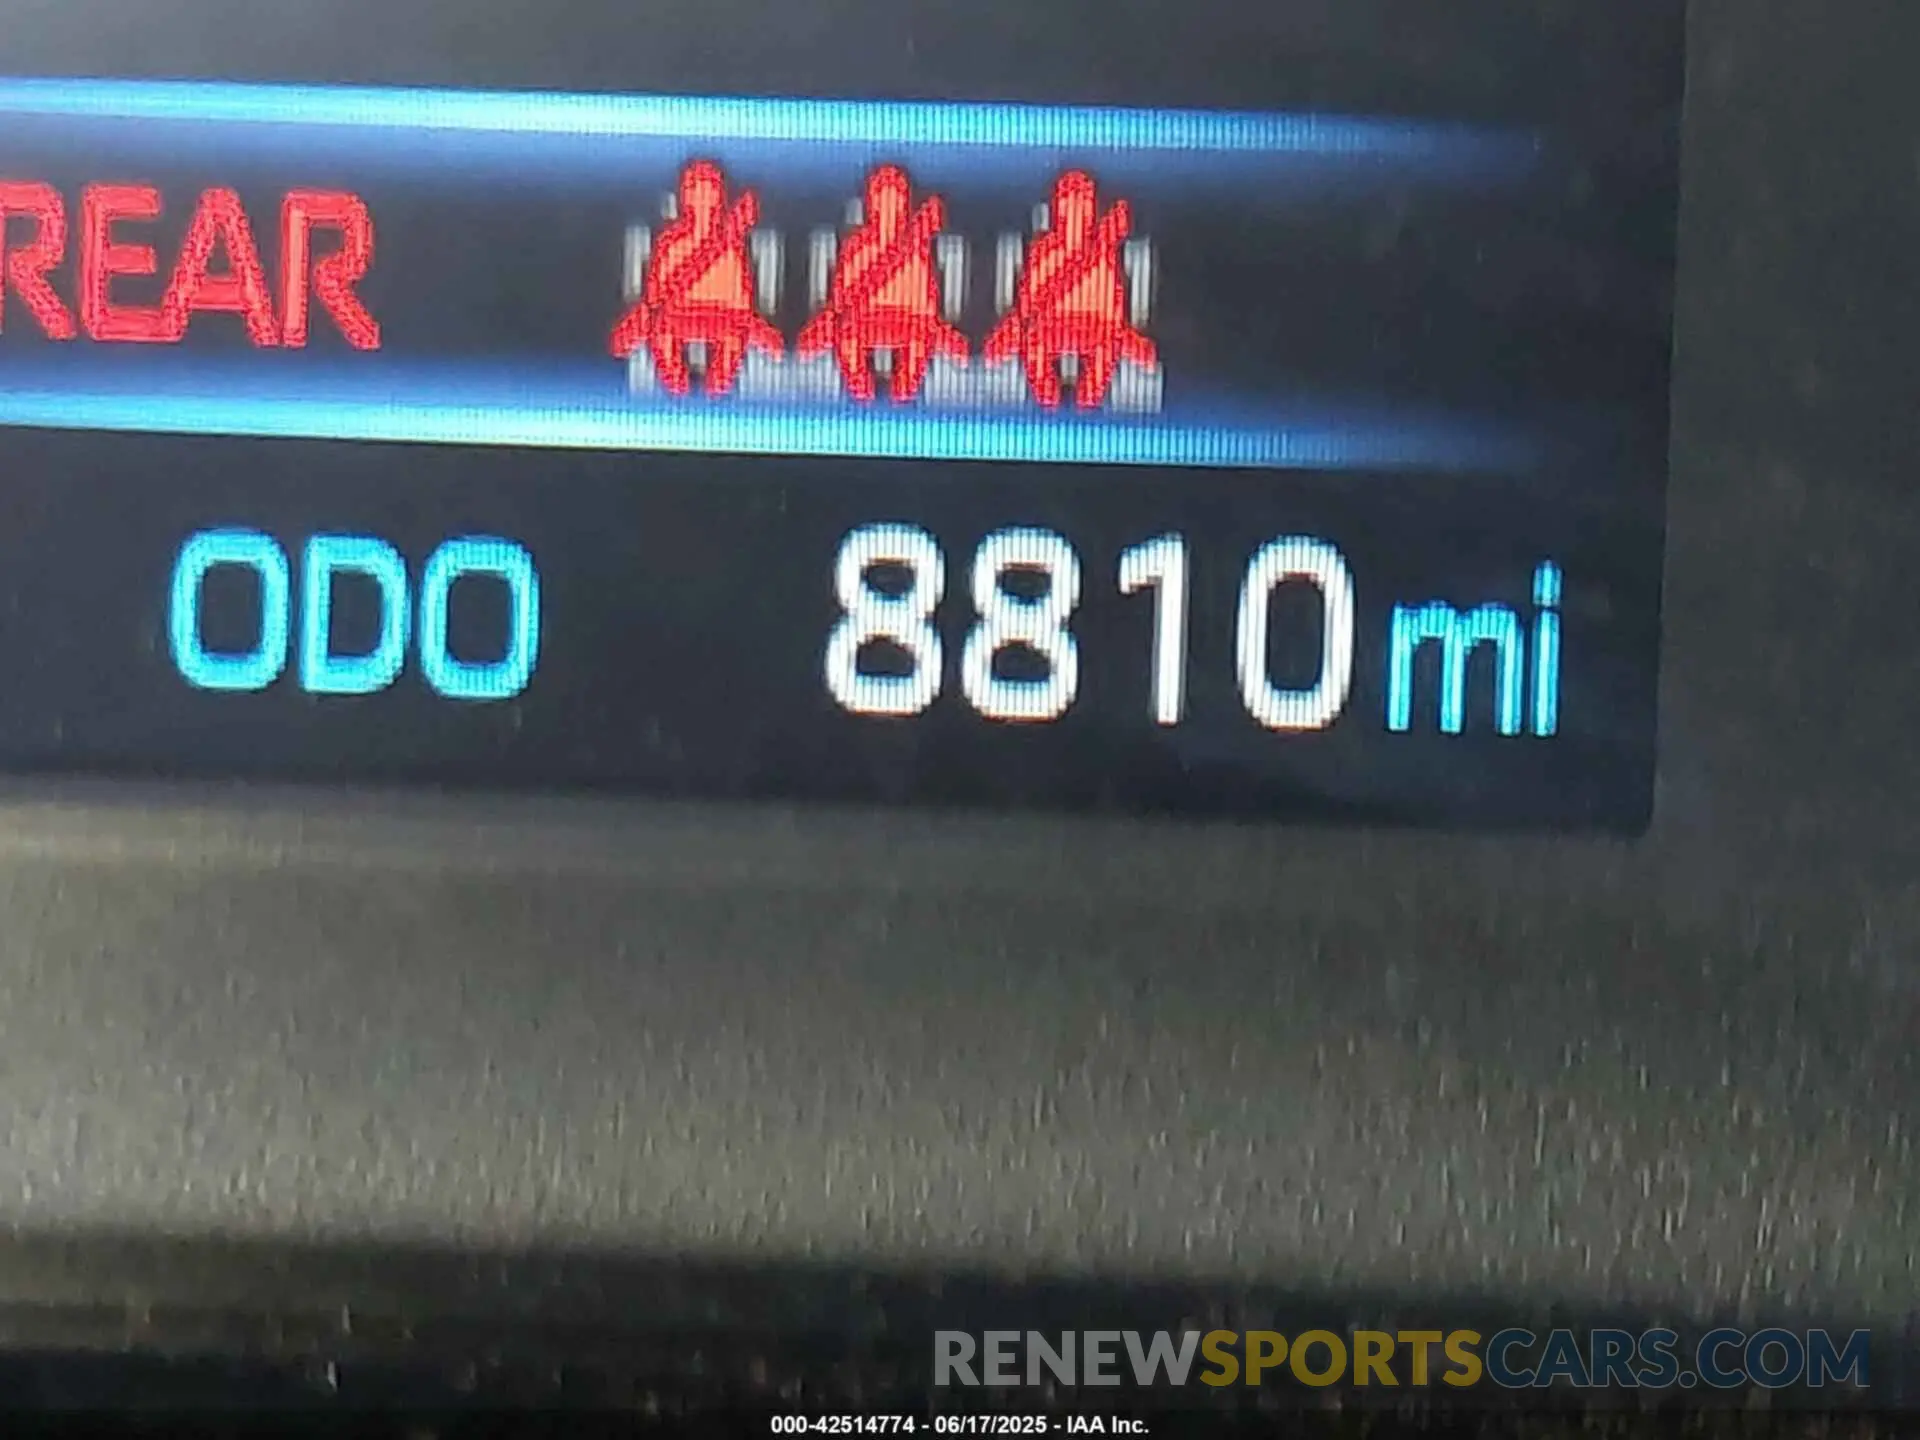 REAR
ODO 8810 mi
RENEWSPORTSCARS.COM
000-42514774 - 06/17/2025 - IAA Inc.